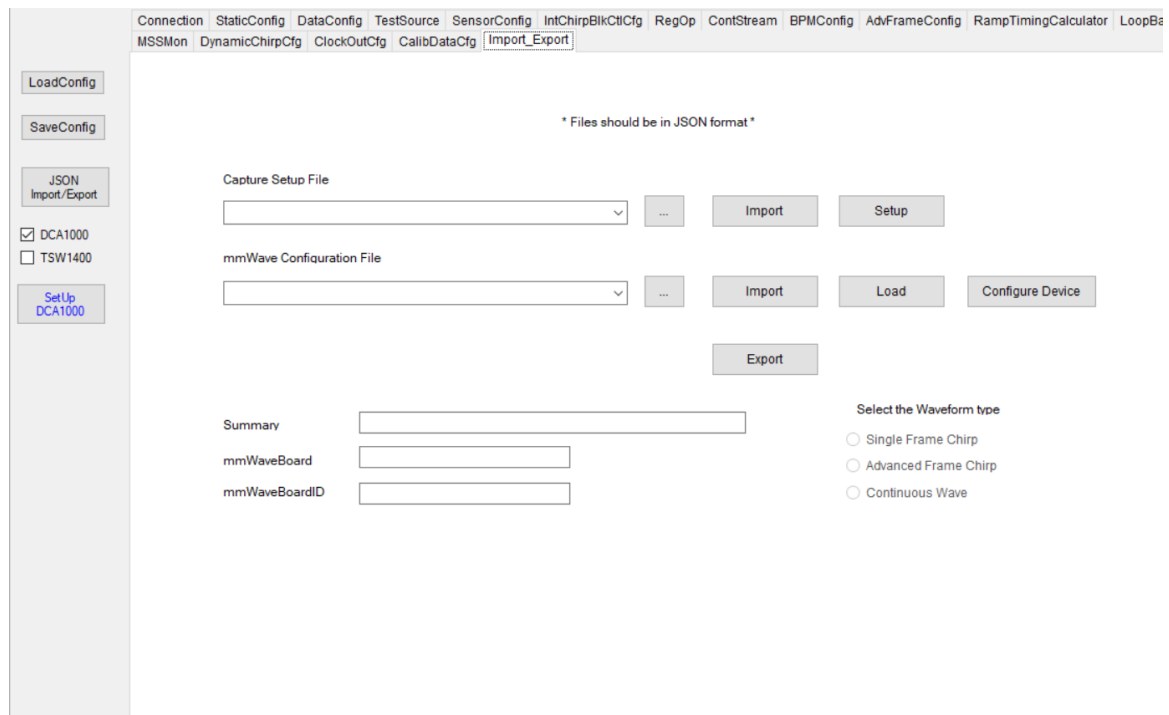 Connection StaticConfig DataConfig TestSource SensorConfig IntChirpBlkCtlCfg RegOp ContStream BPMConfig AdvFrameConfig RampTimingCalculator LoopBa
MSSMon DynamicChirpCfg ClockOutCfg CalibDataCfg Import_Export
LoadConfig
SaveConfig
JSON
Import/Export
DCA1000
TSW1400
SetUp
DCA1000
* Files should be in JSON format *
Capture Setup File
... Import Setup
mmWave Configuration File
... Import Load Configure Device
Export
Summary
mmWaveBoard
mmWaveBoardID
Select the Waveform type
Single Frame Chirp
Advanced Frame Chirp
Continuous Wave